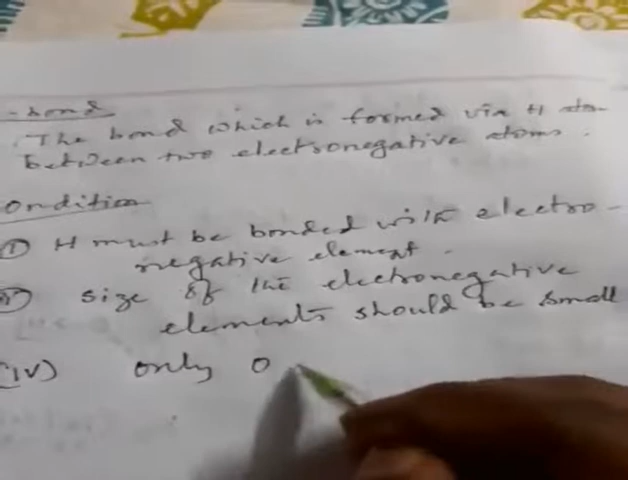 -bond
The bond which is formed via H ato-
between two electronegative atoms.
ondition
(i) H must be bonded with electro-
negative element.
size of the electronegative
elements should be small
(iv) only O